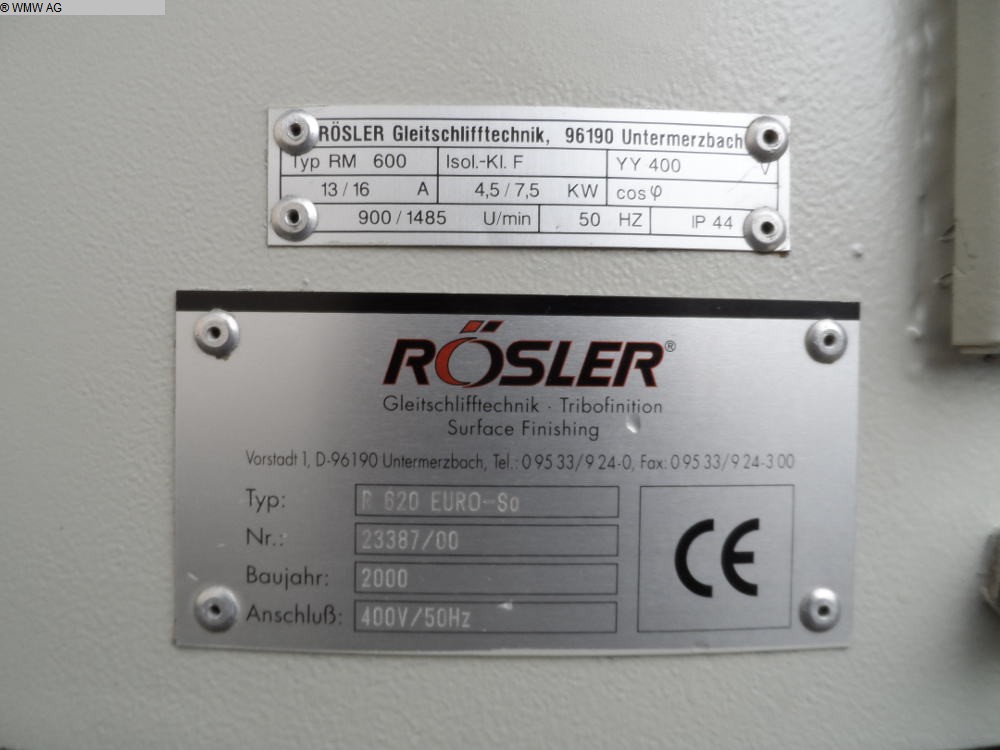 ® WMW AG
RÖSLER Gleitschlifftechnik, 96190 Untermerzbach
Typ RM 600 Isol.-Kl. F YY 400 V
13 / 16 A 4,5 / 7,5 KW cos φ
900 / 1485 U/min 50 HZ IP 44
RÖSLER®
Gleitschlifftechnik · Tribofinition
Surface Finishing
Vorstadt 1, D-96190 Untermerzbach, Tel.: 0 95 33/9 24-0, Fax: 0 95 33/9 24-3 00
Typ: R 620 EURO-So
Nr.: 23387/00
Baujahr: 2000
Anschluß: 400V/50Hz
CE